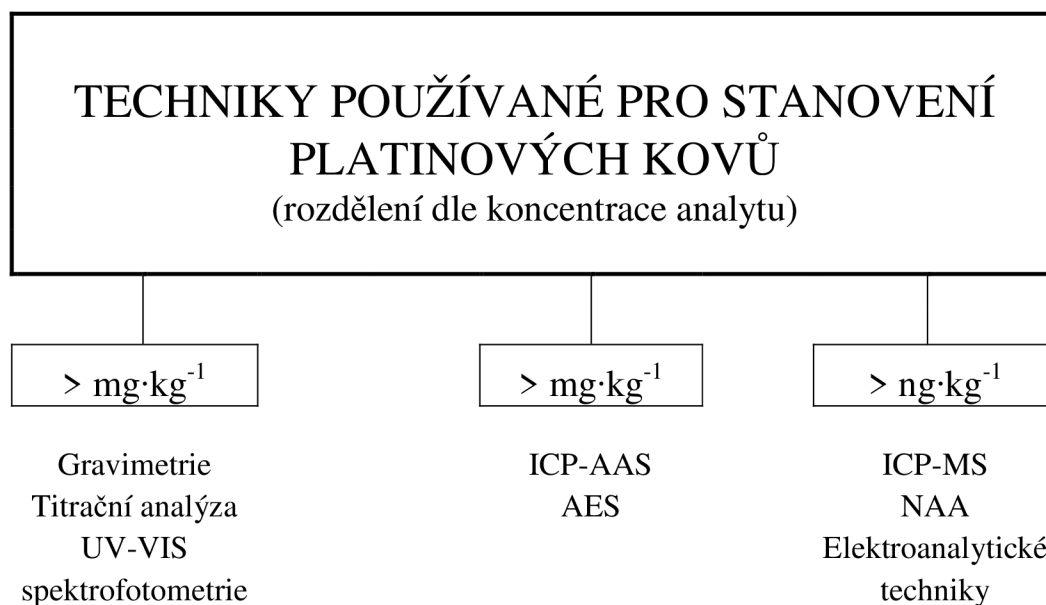 TECHNIKY POUŽÍVANÉ PRO STANOVENÍ
PLATINOVÝCH KOVŮ
(rozdělení dle koncentrace analytu)
> mg·kg⁻¹
> mg·kg⁻¹
> ng·kg⁻¹
Gravimetrie
Titrační analýza
UV-VIS
spektrofotometrie
ICP-AAS
AES
ICP-MS
NAA
Elektroanalytické
techniky